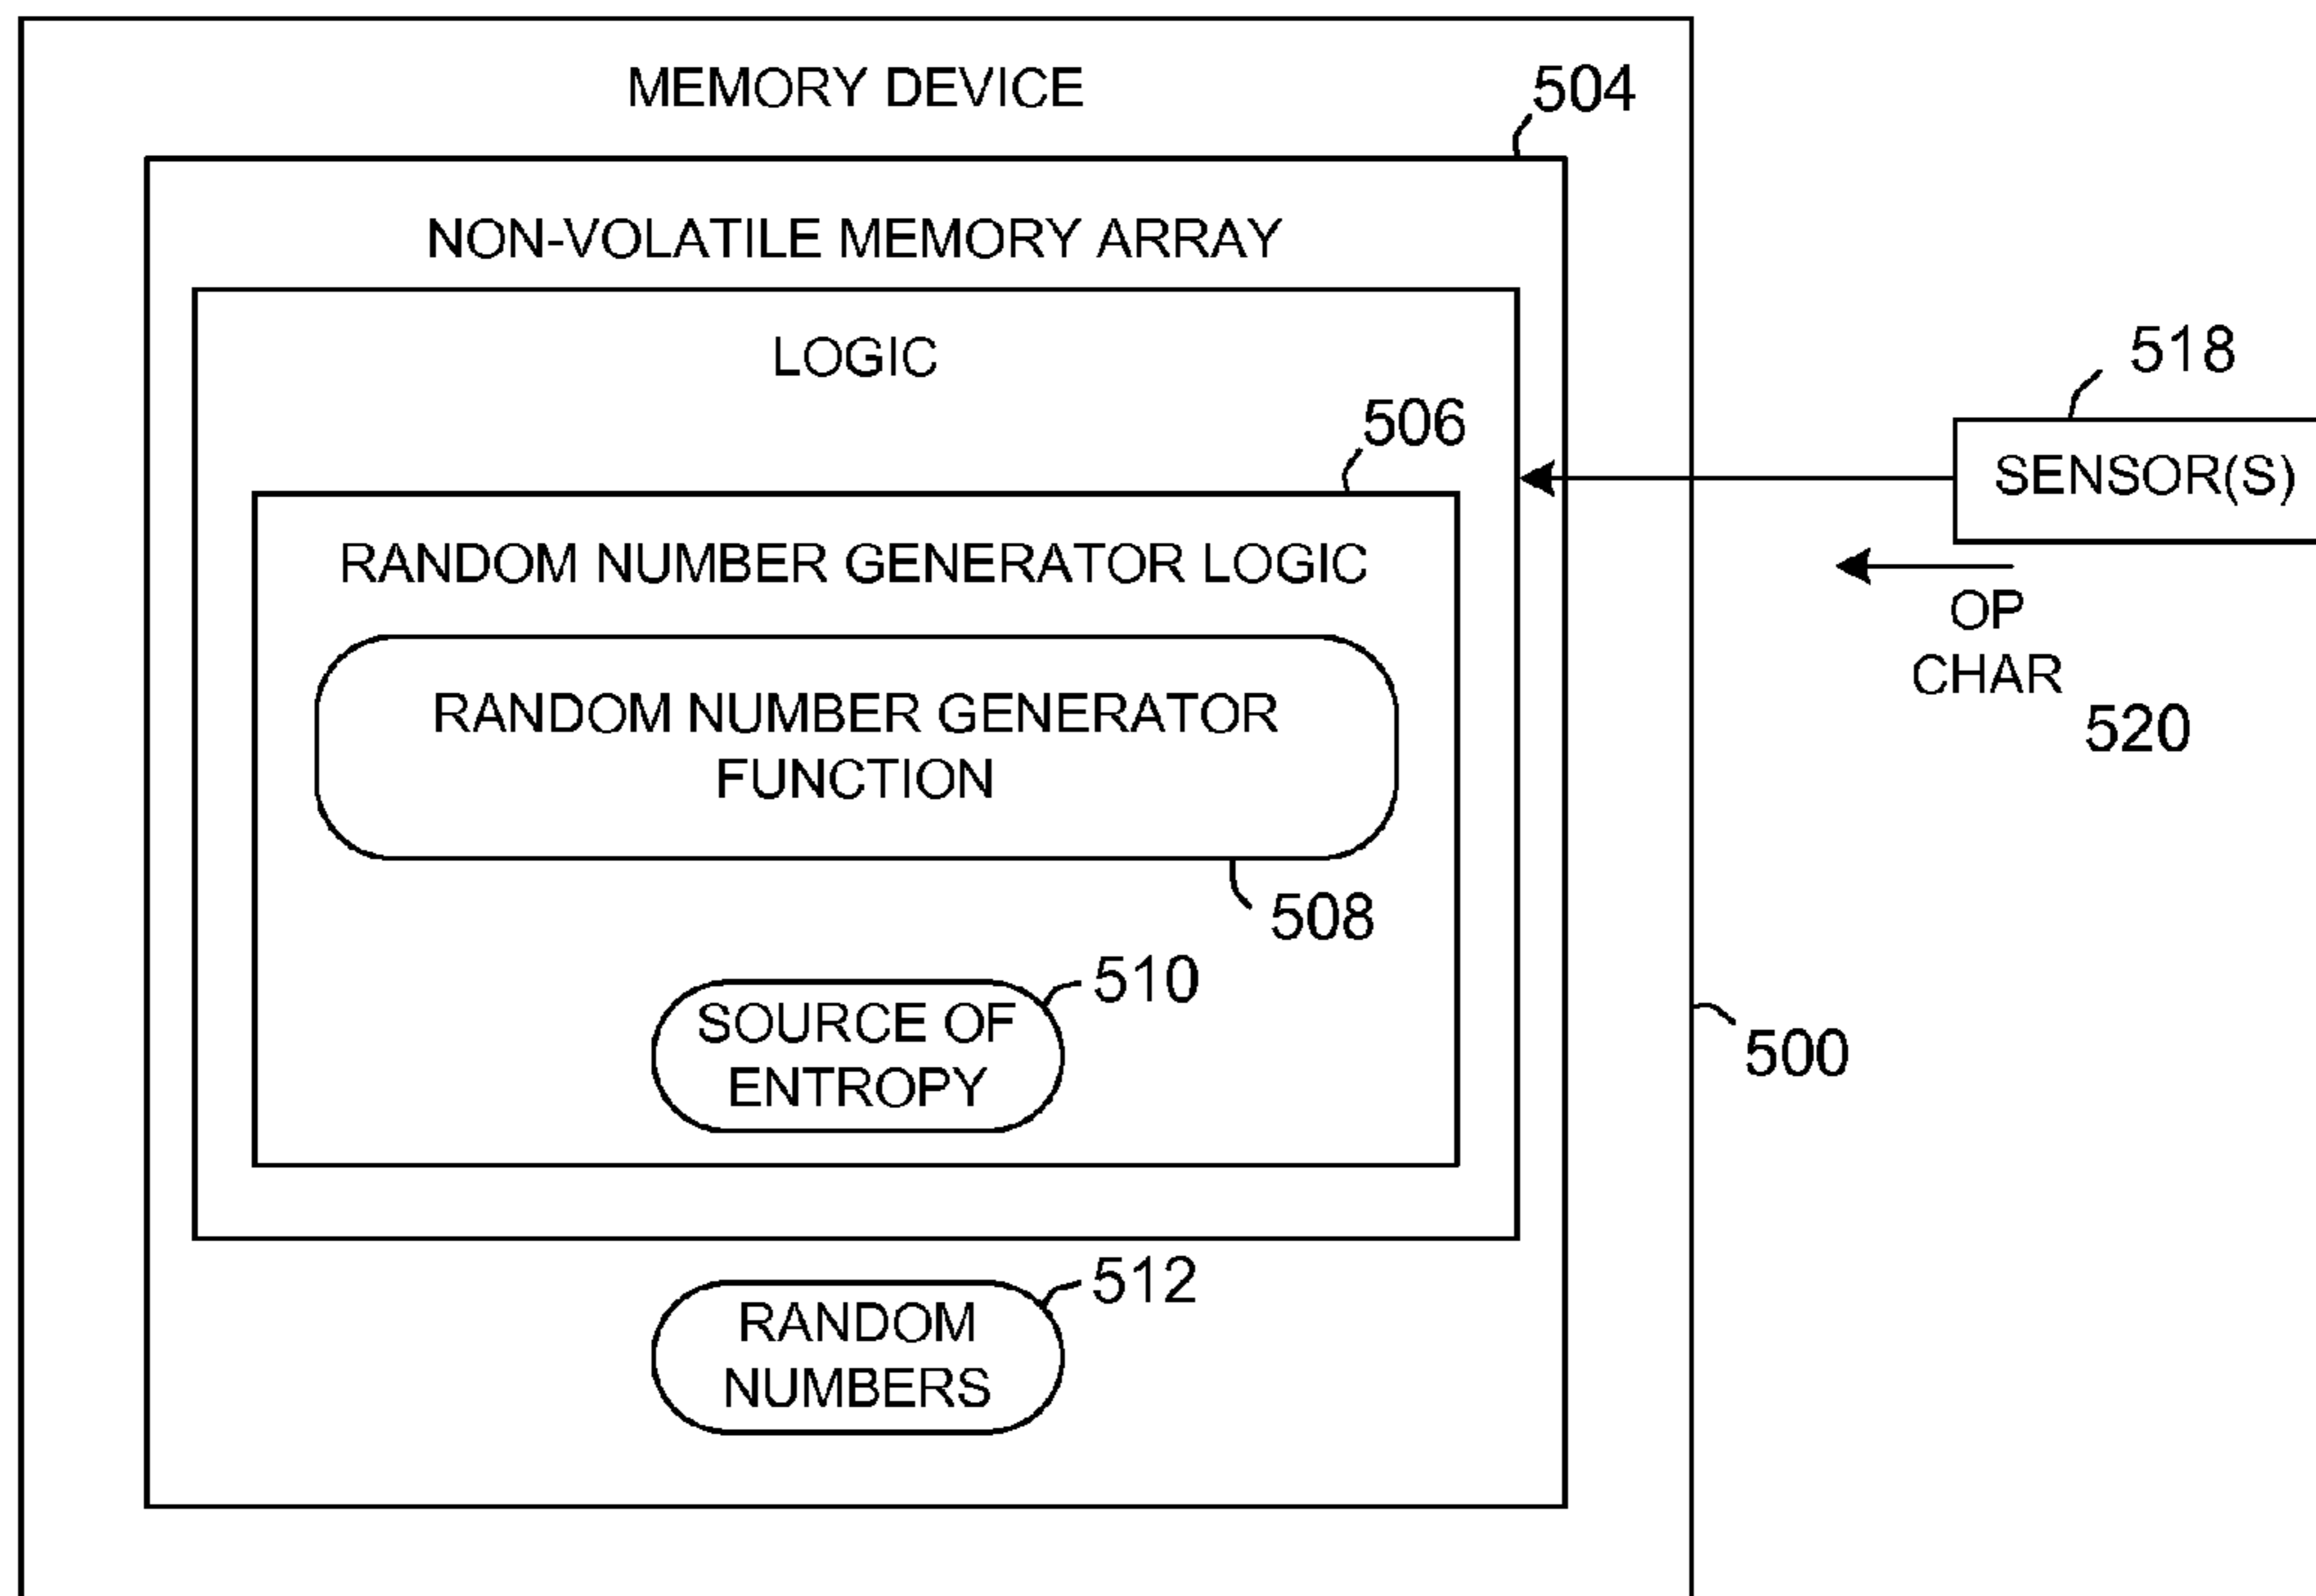 MEMORY DEVICE
504
NON-VOLATILE MEMORY ARRAY
LOGIC
518
506
SENSOR(S)
RANDOM NUMBER GENERATOR LOGIC
OP
CHAR
520
RANDOM NUMBER GENERATOR
FUNCTION
508
510
SOURCE OF
ENTROPY
500
512
RANDOM
NUMBERS